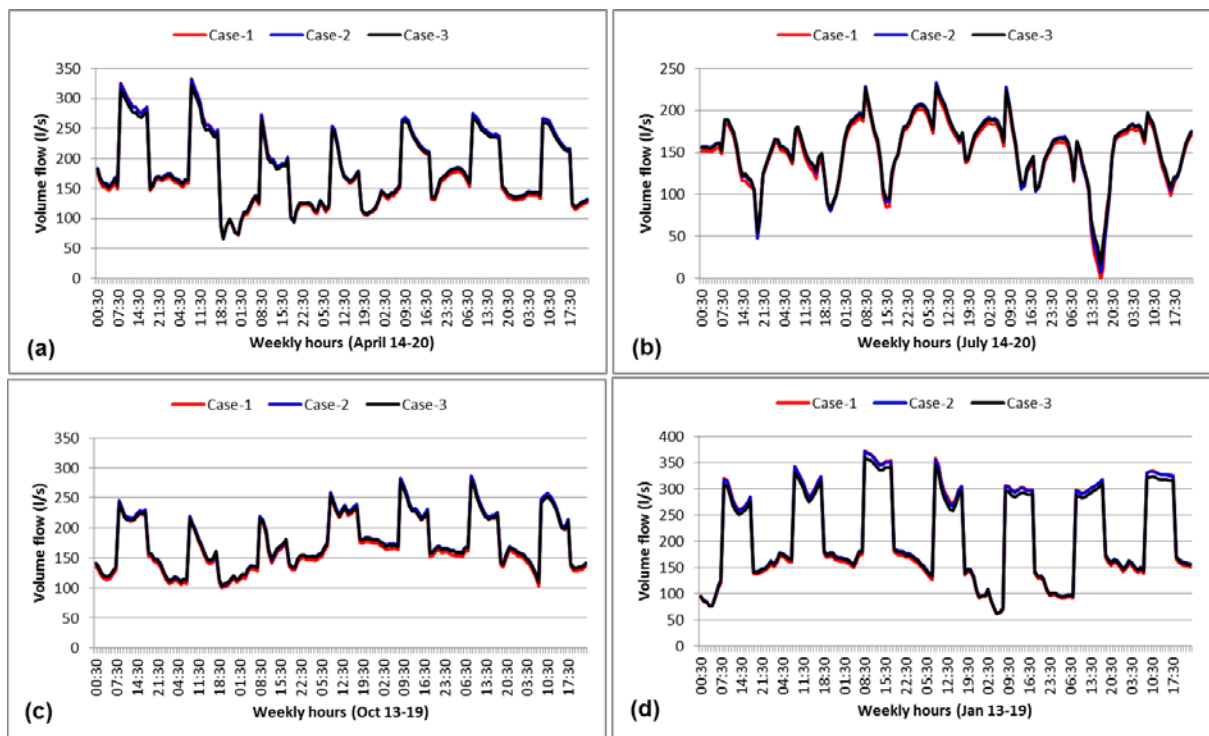 Case-1 Case-2 Case-3
350
300
250
200
150
100
50
0
Volume flow (l/s)
00:30 07:30 14:30 21:30 04:30 11:30 18:30 01:30 08:30 15:30 22:30 05:30 12:30 19:30 02:30 09:30 16:30 23:30 06:30 13:30 20:30 03:30 10:30 17:30
Weekly hours (April 14-20)
(a)
Case-1 Case-2 Case-3
250
200
150
100
50
0
Volume flow (l/s)
00:30 07:30 14:30 21:30 04:30 11:30 18:30 01:30 08:30 15:30 22:30 05:30 12:30 19:30 02:30 09:30 16:30 23:30 06:30 13:30 20:30 03:30 10:30 17:30
Weekly hours (July 14-20)
(b)
Case-1 Case-2 Case-3
350
300
250
200
150
100
50
0
Volume flow (l/s)
00:30 07:30 14:30 21:30 04:30 11:30 18:30 01:30 08:30 15:30 22:30 05:30 12:30 19:30 02:30 09:30 16:30 23:30 06:30 13:30 20:30 03:30 10:30 17:30
Weekly hours (Oct 13-19)
(c)
Case-1 Case-2 Case-3
400
350
300
250
200
150
100
50
0
Volume flow (l/s)
00:30 07:30 14:30 21:30 04:30 11:30 18:30 01:30 08:30 15:30 22:30 05:30 12:30 19:30 02:30 09:30 16:30 23:30 06:30 13:30 20:30 03:30 10:30 17:30
Weekly hours (Jan 13-19)
(d)